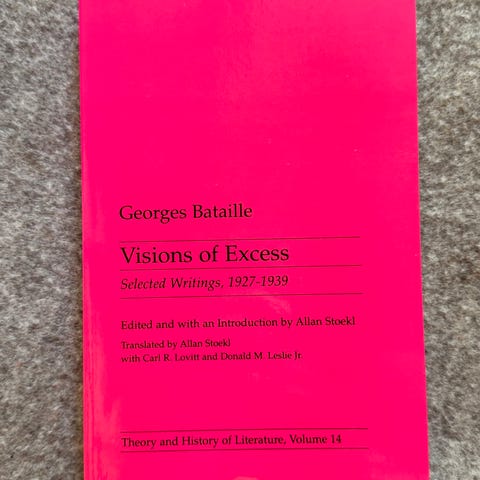 Georges Bataille
Visions of Excess
Selected Writings, 1927-1939
Edited and with an Introduction by Allan Stoekl
Translated by Allan Stoekl
with Carl R. Lovitt and Donald M. Leslie Jr.
Theory and History of Literature, Volume 14